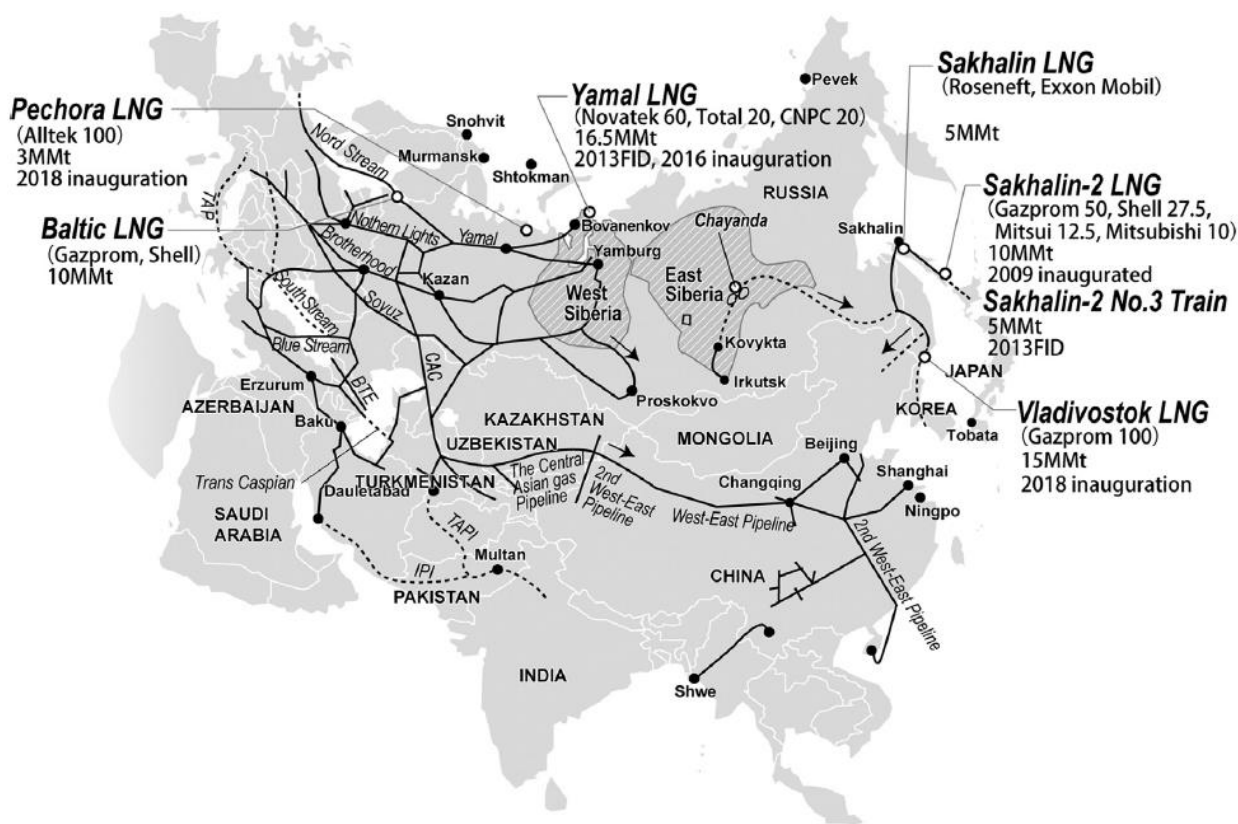 Pechora LNG
(Alltek 100)
3MMt
2018 inauguration
Baltic LNG
(Gazprom, Shell)
10MMt
Yamal LNG
(Novatek 60, Total 20, CNPC 20)
16.5MMt
2013FID, 2016 inauguration
Sakhalin LNG
(Roseneft, Exxon Mobil)
5MMt
Sakhalin-2 LNG
(Gazprom 50, Shell 27.5,
Mitsui 12.5, Mitsubishi 10)
10MMt
2009 inaugurated
Sakhalin-2 No.3 Train
5MMt
2013FID
Vladivostok LNG
(Gazprom 100)
15MMt
2018 inauguration
Pevek
Snohvit
Murmansk
Shtokman
RUSSIA
Nord Stream
TAP
Chayanda
Sakhalin
Bovanenkov
Nothern Lights
Yamal
Brotherhood
Yamburg
Kazan
West
Siberia
East
Siberia
South Stream
Soyuz
Blue Stream
Kovykta
Irkutsk
JAPAN
CAC
BTE
Erzurum
AZERBAIJAN
Baku
Proskokvo
KOREA
Tobata
KAZAKHSTAN
UZBEKISTAN
MONGOLIA
Beijing
Trans Caspian
TURKMENISTAN
Dauletabad
The Central
Asian gas
Pipeline
2nd
West-East
Pipeline
Changqing
Shanghai
Ningpo
West-East Pipeline
SAUDI
ARABIA
TAPI
Multan
IPI
PAKISTAN
CHINA
2nd West-East Pipeline
INDIA
Shwe